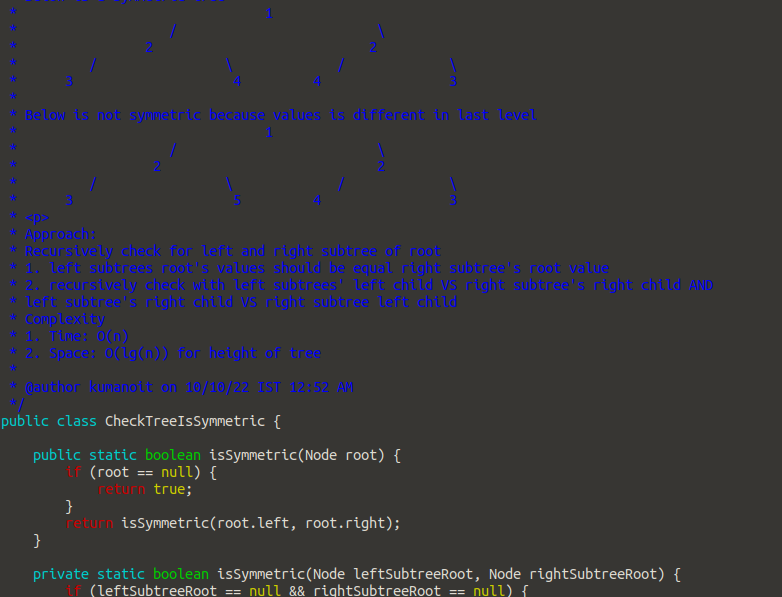 *                               1
 *                   /                         \
 *                2                           2
 *         /                \             /             \
 *      3                    4         4                3
 *
 * Below is not symmetric because values is different in last level
 *                               1
 *                   /                         \
 *                 2                           2
 *         /                \             /             \
 *      3                    5         4                3
 * <p>
 * Approach:
 * Recursively check for left and right subtree of root
 * 1. left subtrees root's values should be equal right subtree's root value
 * 2. recursively check with left subtrees' left child VS right subtree's right child AND
 * left subtree's right child VS right subtree left child
 * Complexity
 * 1. Time: O(n)
 * 2. Space: O(lg(n)) for height of tree
 *
 * @author kumanoit on 10/10/22 IST 12:52 AM
 */
public class CheckTreeIsSymmetric {

    public static boolean isSymmetric(Node root) {
        if (root == null) {
            return true;
        }
        return isSymmetric(root.left, root.right);
    }

    private static boolean isSymmetric(Node leftSubtreeRoot, Node rightSubtreeRoot) {
        if (leftSubtreeRoot == null && rightSubtreeRoot == null) {